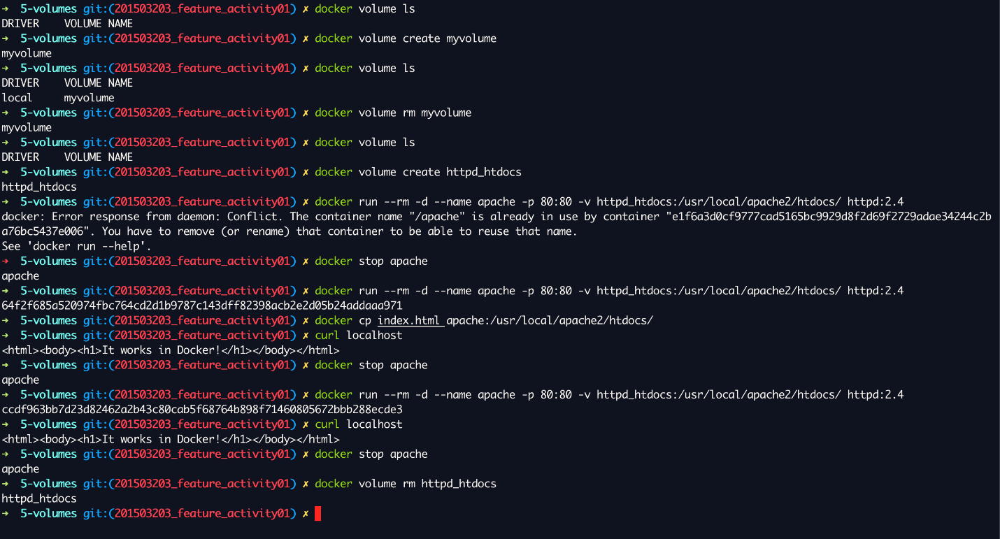 ➜  5-volumes git:(201503203_feature_activity01) ✗ docker volume ls
DRIVER    VOLUME NAME
➜  5-volumes git:(201503203_feature_activity01) ✗ docker volume create myvolume
myvolume
➜  5-volumes git:(201503203_feature_activity01) ✗ docker volume ls
DRIVER    VOLUME NAME
local     myvolume
➜  5-volumes git:(201503203_feature_activity01) ✗ docker volume rm myvolume
myvolume
➜  5-volumes git:(201503203_feature_activity01) ✗ docker volume ls
DRIVER    VOLUME NAME
➜  5-volumes git:(201503203_feature_activity01) ✗ docker volume create httpd_htdocs
httpd_htdocs
➜  5-volumes git:(201503203_feature_activity01) ✗ docker run --rm -d --name apache -p 80:80 -v httpd_htdocs:/usr/local/apache2/htdocs/ httpd:2.4
docker: Error response from daemon: Conflict. The container name "/apache" is already in use by container "e1f6a3d0cf9777cad5165bc9929d8f2d69f2729adae34244c2b
a76bc5437e006". You have to remove (or rename) that container to be able to reuse that name.
See 'docker run --help'.
➜  5-volumes git:(201503203_feature_activity01) ✗ docker stop apache
apache
➜  5-volumes git:(201503203_feature_activity01) ✗ docker run --rm -d --name apache -p 80:80 -v httpd_htdocs:/usr/local/apache2/htdocs/ httpd:2.4
64f2f685a520974fbc764cd2d1b9787c143dff82398acb2e2d05b24addaaa971
➜  5-volumes git:(201503203_feature_activity01) ✗ docker cp index.html apache:/usr/local/apache2/htdocs/
➜  5-volumes git:(201503203_feature_activity01) ✗ curl localhost
<html><body><h1>It works in Docker!</h1></body></html>
➜  5-volumes git:(201503203_feature_activity01) ✗ docker stop apache
apache
➜  5-volumes git:(201503203_feature_activity01) ✗ docker run --rm -d --name apache -p 80:80 -v httpd_htdocs:/usr/local/apache2/htdocs/ httpd:2.4
ccdf963bb7d23d82462a2b43c80cab5f68764b898f71460805672bbb288ecde3
➜  5-volumes git:(201503203_feature_activity01) ✗ curl localhost
<html><body><h1>It works in Docker!</h1></body></html>
➜  5-volumes git:(201503203_feature_activity01) ✗ docker stop apache
apache
➜  5-volumes git:(201503203_feature_activity01) ✗ docker volume rm httpd_htdocs
httpd_htdocs
➜  5-volumes git:(201503203_feature_activity01) ✗